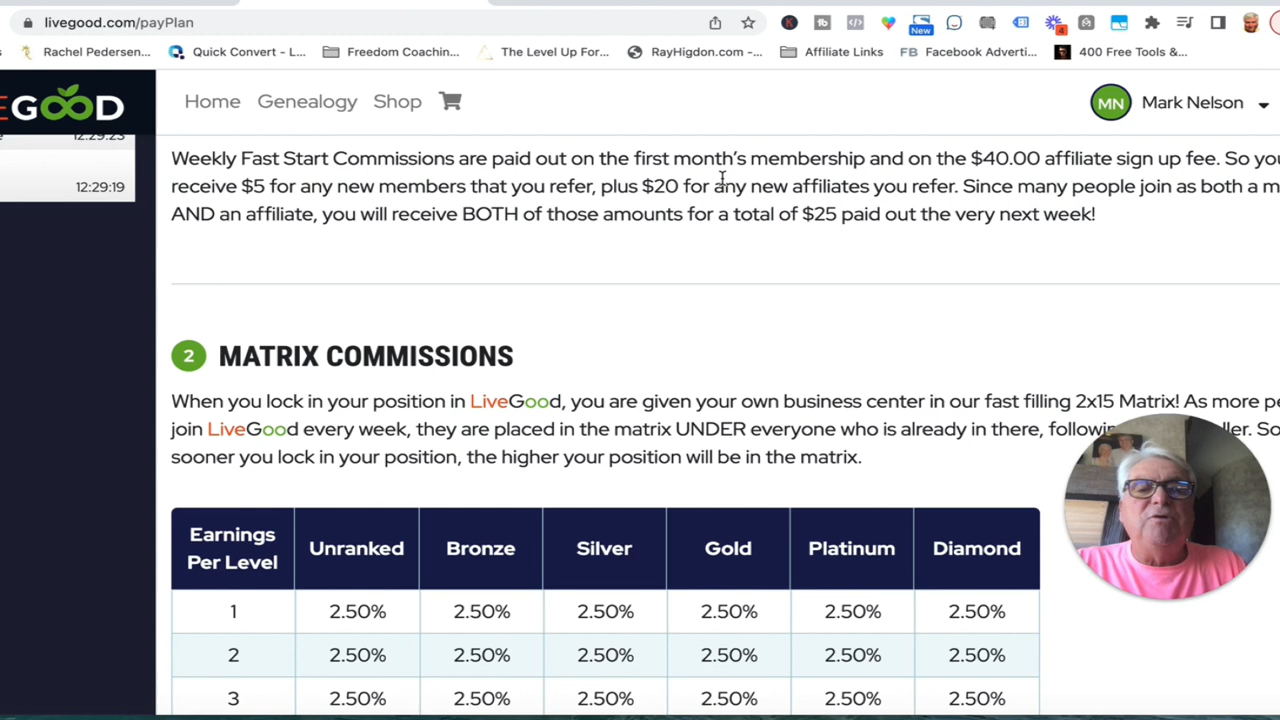 livegood.com/payPlan
New
4
Rachel Pedersen...
Quick Convert - L...
Freedom Coachin...
The Level Up For...
RayHigdon.com -...
Affiliate Links
FB Facebook Adverti...
400 Free Tools &...
EGOOD
Home
Genealogy
Shop
MN
Mark Nelson
12:29:23
12:29:19
Weekly Fast Start Commissions are paid out on the first month's membership and on the $40.00 affiliate sign up fee. So you
receive $5 for any new members that you refer, plus $20 for any new affiliates you refer. Since many people join as both a m
AND an affiliate, you will receive BOTH of those amounts for a total of $25 paid out the very next week!
2 MATRIX COMMISSIONS
When you lock in your position in LiveGood, you are given your own business center in our fast filling 2x15 Matrix! As more pe
join LiveGood every week, they are placed in the matrix UNDER everyone who is already in there, So
sooner you lock in your position, the higher your position will be in the matrix.
Earnings Per Level Unranked Bronze Silver Gold Platinum Diamond
1 2.50% 2.50% 2.50% 2.50% 2.50% 2.50%
2 2.50% 2.50% 2.50% 2.50% 2.50% 2.50%
3 2.50% 2.50% 2.50% 2.50% 2.50% 2.50%